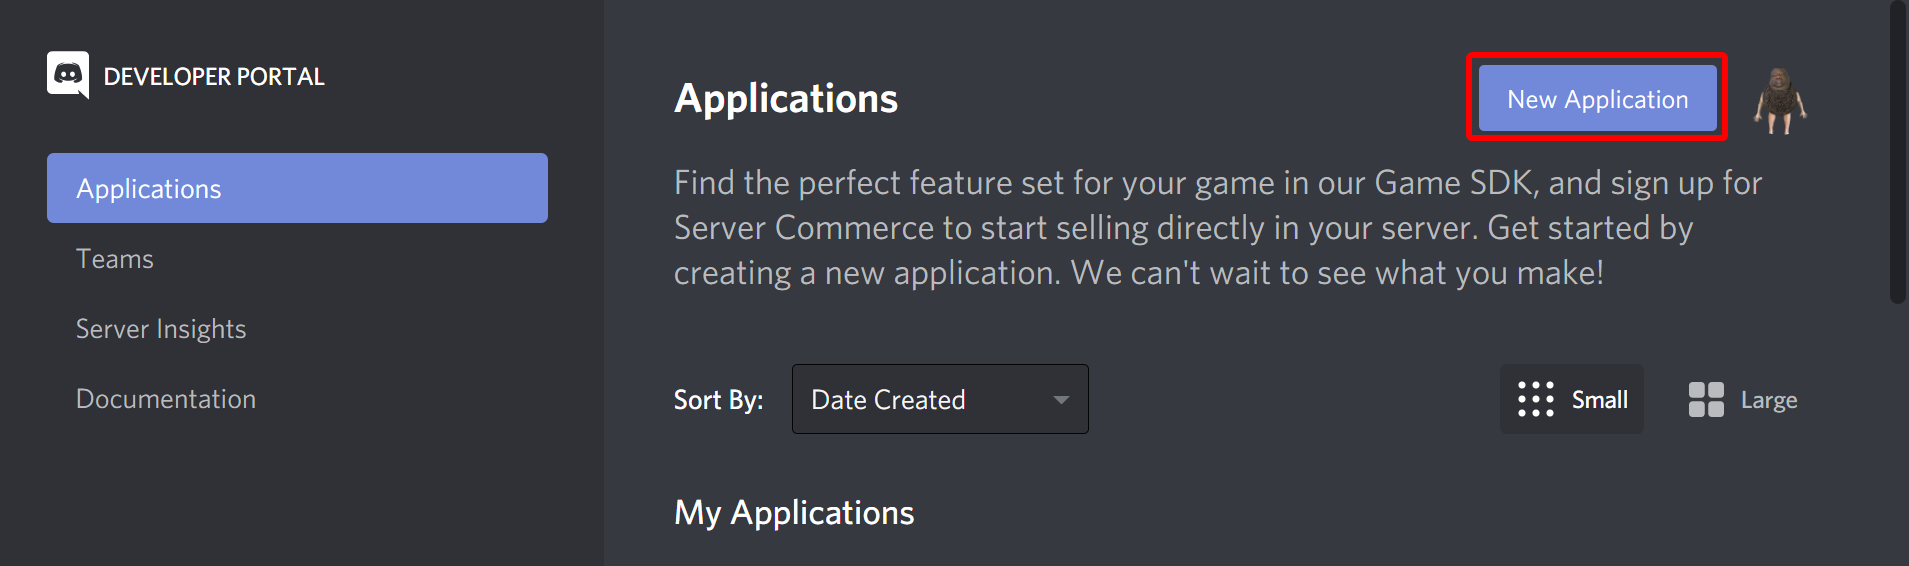 DEVELOPER PORTAL
Applications
Teams
Server Insights
Documentation
Applications
New Application
Find the perfect feature set for your game in our Game SDK, and sign up for
Server Commerce to start selling directly in your server. Get started by
creating a new application. We can't wait to see what you make!
Sort By:
Date Created
Small
Large
My Applications